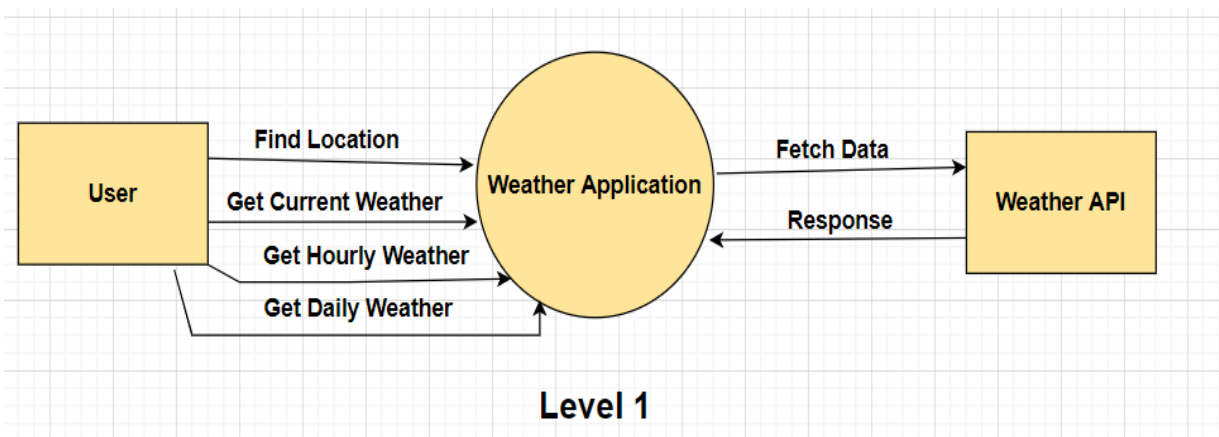 User
Find Location
Get Current Weather
Get Hourly Weather
Get Daily Weather
Weather Application
Fetch Data
Response
Weather API
Level 1